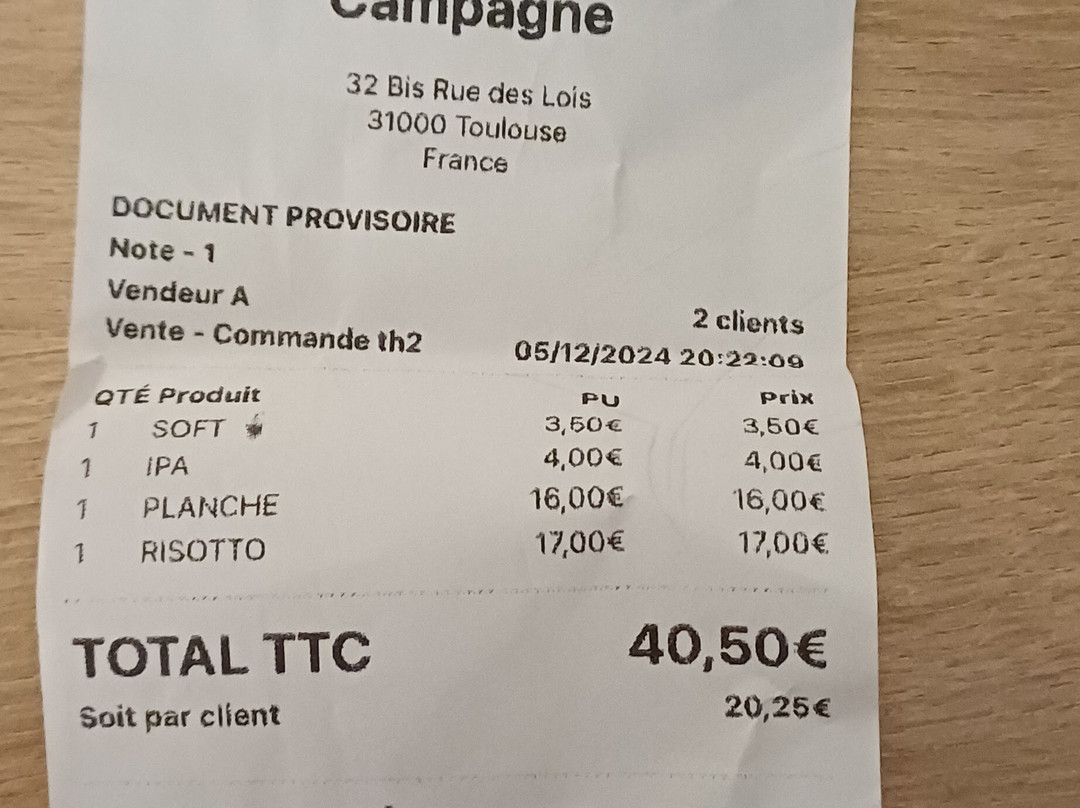 Campagne
32 Bis Rue des Lois
31000 Toulouse
France
DOCUMENT PROVISOIRE
Note - 1
Vendeur A
2 clients
Vente - Commande th2 05/12/2024 20:22:09
QTÉ Produit PU Prix
1 SOFT 3,50€ 3,50€
1 IPA 4,00€ 4,00€
1 PLANCHE 16,00€ 16,00€
1 RISOTTO 17,00€ 17,00€
TOTAL TTC 40,50€
Soit par client 20,25€